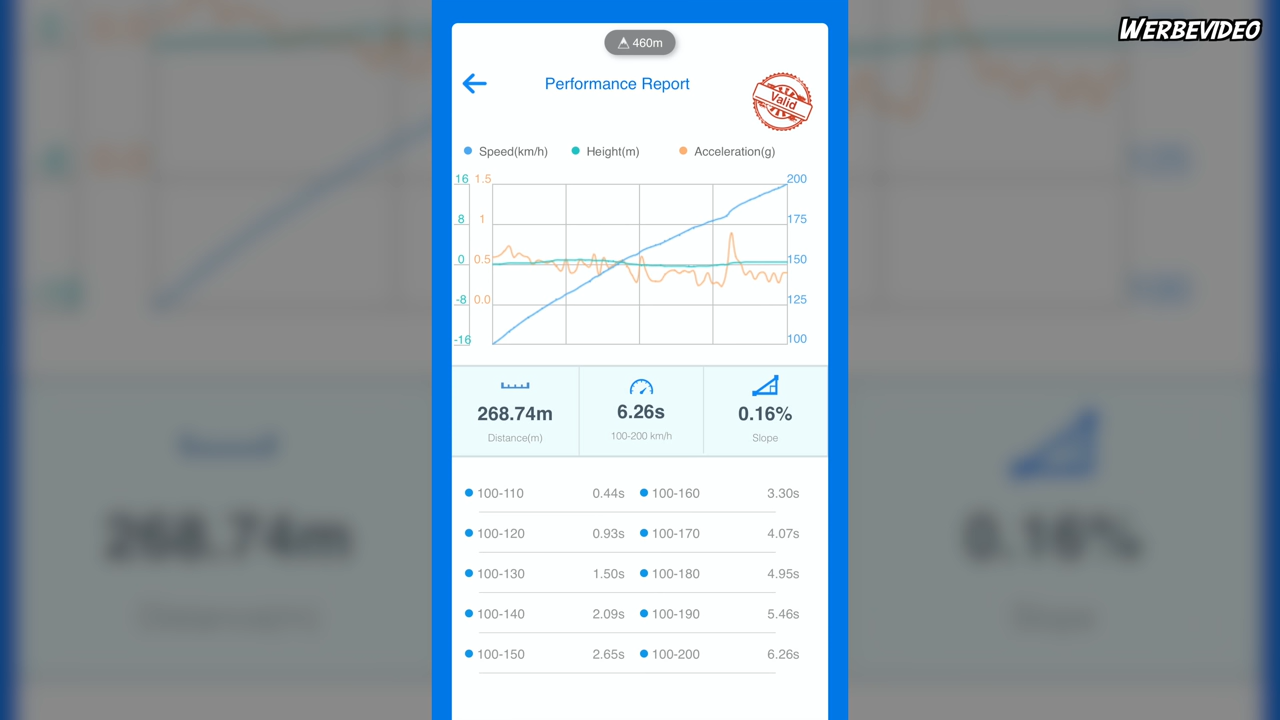 WERBEVIDEO
460m
Performance Report
Valid
Speed(km/h) Height(m) Acceleration(g)
16 1.5 200
8 1 175
0 0.5 150
-8 0.0 125
-16 100
268.74m 6.26s 0.16%
Distance(m) 100-200 km/h Slope
100-110 0.44s 100-160 3.30s
100-120 0.93s 100-170 4.07s
100-130 1.50s 100-180 4.95s
100-140 2.09s 100-190 5.46s
100-150 2.65s 100-200 6.26s
268.74m 0.16%